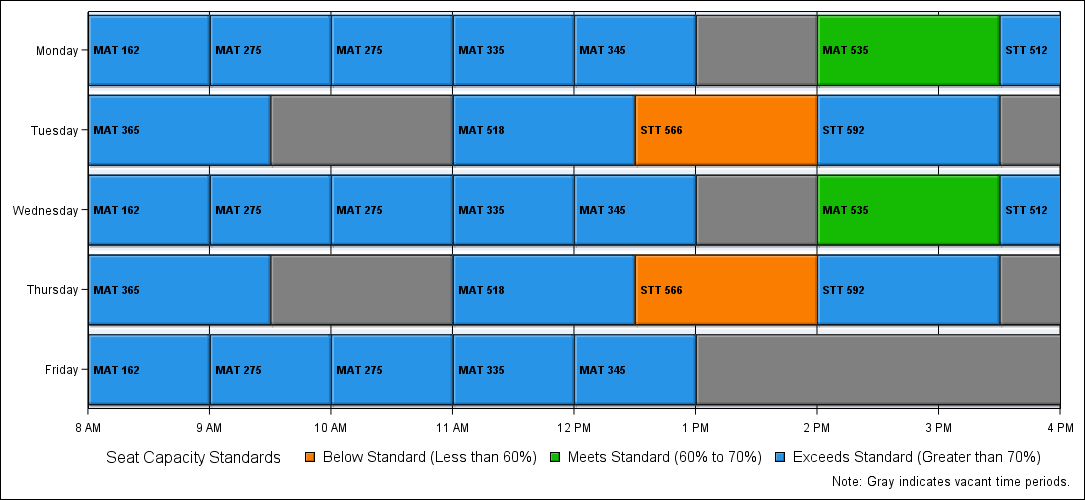 Monday MAT 162 MAT 275 MAT 275 MAT 335 MAT 345 MAT 535 STT 512
Tuesday MAT 365 MAT 518 STT 566 STT 592
Wednesday MAT 162 MAT 275 MAT 275 MAT 335 MAT 345 MAT 535 STT 512
Thursday MAT 365 MAT 518 STT 566 STT 592
Friday MAT 162 MAT 275 MAT 275 MAT 335 MAT 345
8 AM 9 AM 10 AM 11 AM 12 PM 1 PM 2 PM 3 PM 4 PM
Seat Capacity Standards Below Standard (Less than 60%) Meets Standard (60% to 70%) Exceeds Standard (Greater than 70%)
Note: Gray indicates vacant time periods.